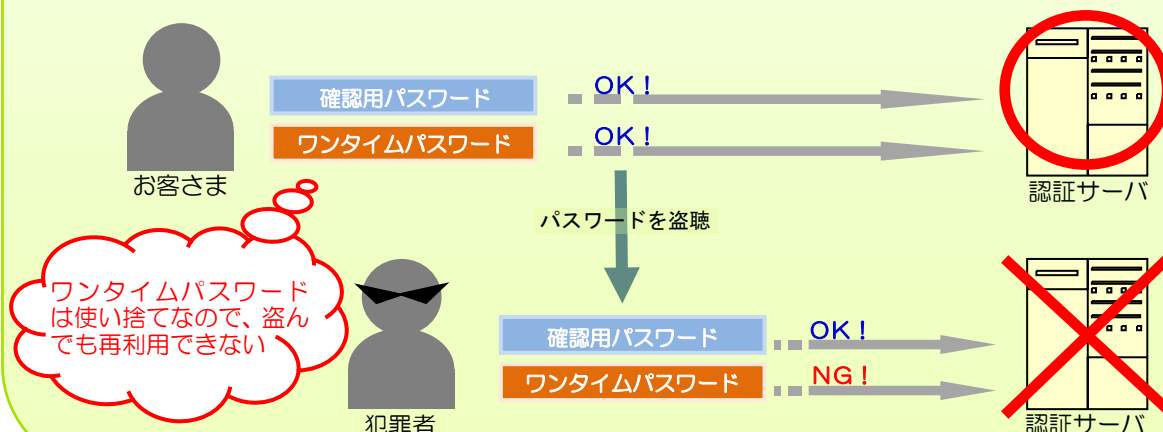 確認用パスワード
OK!
ワンタイムパスワード
OK!
お客さま
認証サーバ
パスワードを盗聴
ワンタイムパスワード
は使い捨てなので、盗ん
でも再利用できない
確認用パスワード
OK!
ワンタイムパスワード
NG!
犯罪者
認証サーバ